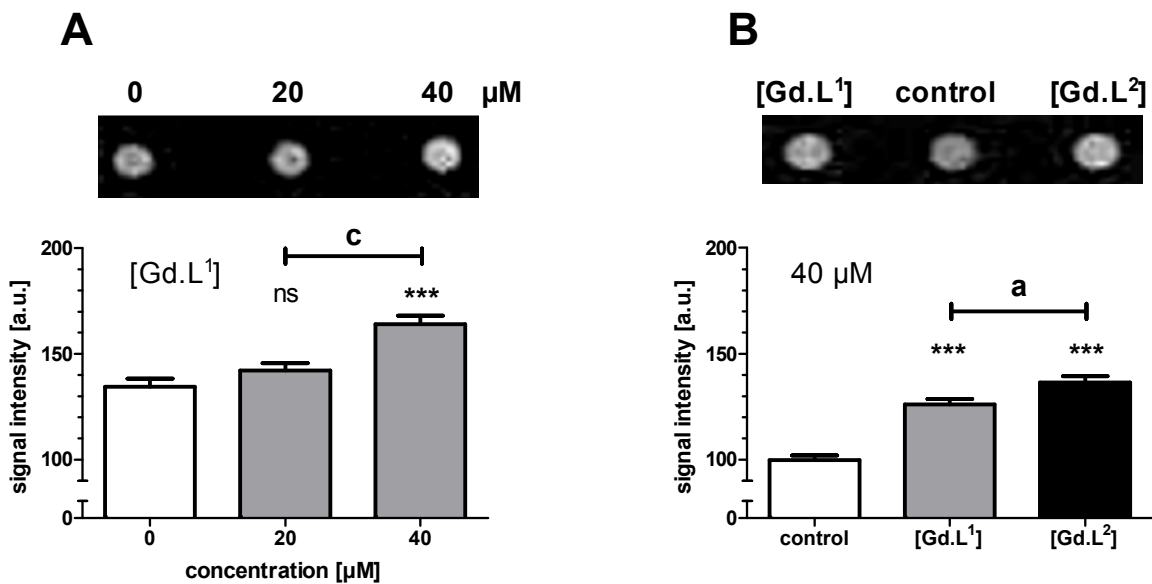 A
0 20 40 µM
200
150
100
0
signal intensity [a.u.]
[Gd.L¹]
ns
c
***
0 20 40
concentration [µM]
B
[Gd.L¹] control [Gd.L²]
200
150
100
0
signal intensity [a.u.]
40 µM
a
*** ***
control [Gd.L¹] [Gd.L²]